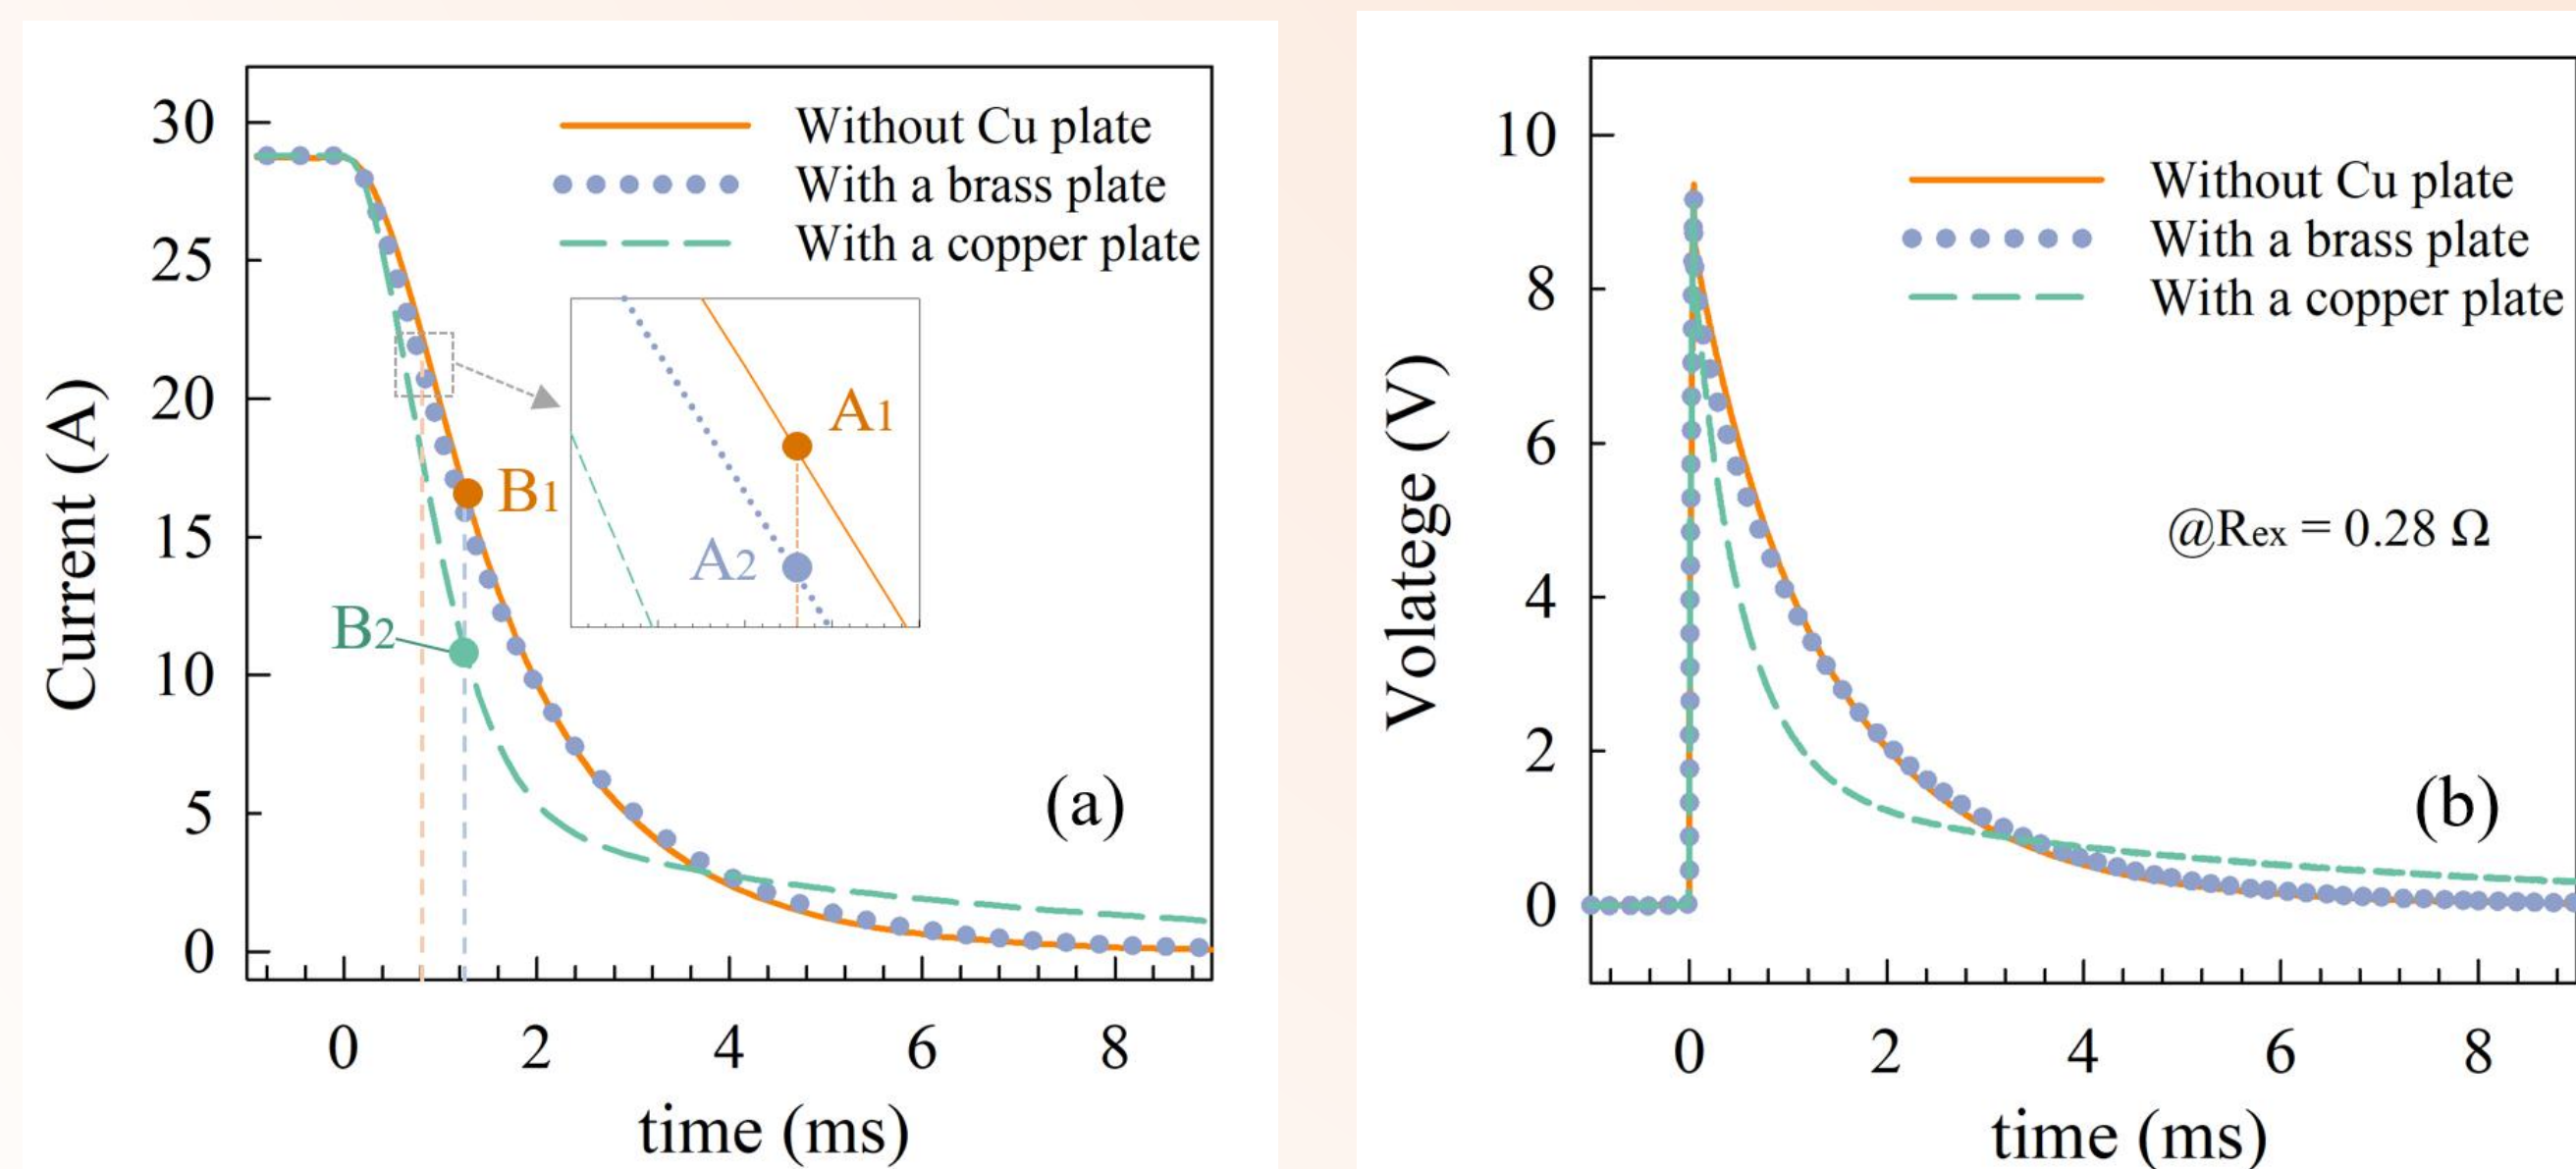 30
25
20
15
10
5
0
Current (A)
Without Cu plate
With a brass plate
With a copper plate
A1
A2
B1
B2
(a)
0 2 4 6 8
time (ms)
10
8
6
4
2
0
Volatege (V)
Without Cu plate
With a brass plate
With a copper plate
@Rex = 0.28 Ω
(b)
0 2 4 6 8
time (ms)